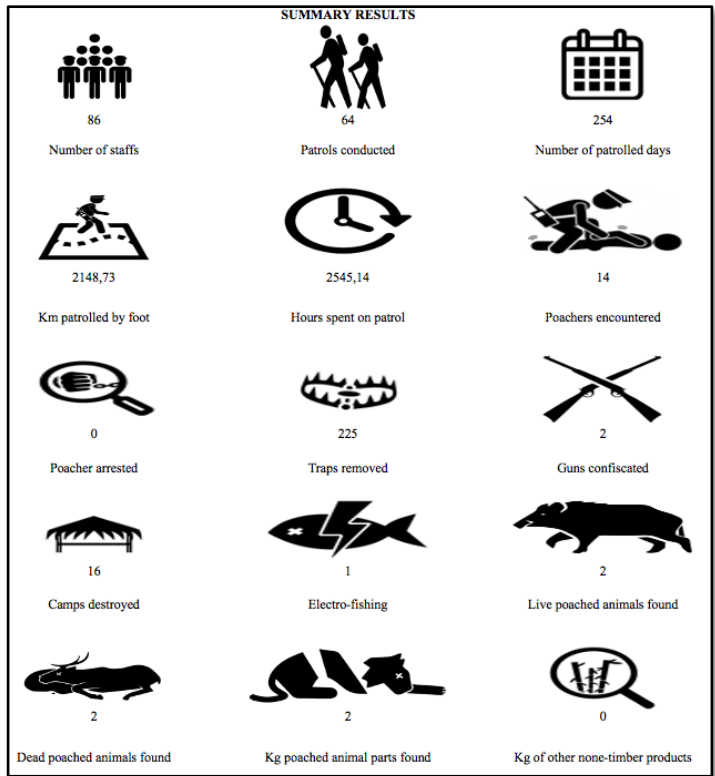 SUMMARY RESULTS
86 64 254
Number of staffs Patrols conducted Number of patrolled days
2148,73 2545,14 14
Km patrolled by foot Hours spent on patrol Poachers encountered
0 225 2
Poacher arrested Traps removed Guns confiscated
16 1 2
Camps destroyed Electro-fishing Live poached animals found
2 2 0
Dead poached animals found Kg poached animal parts found Kg of other none-timber products